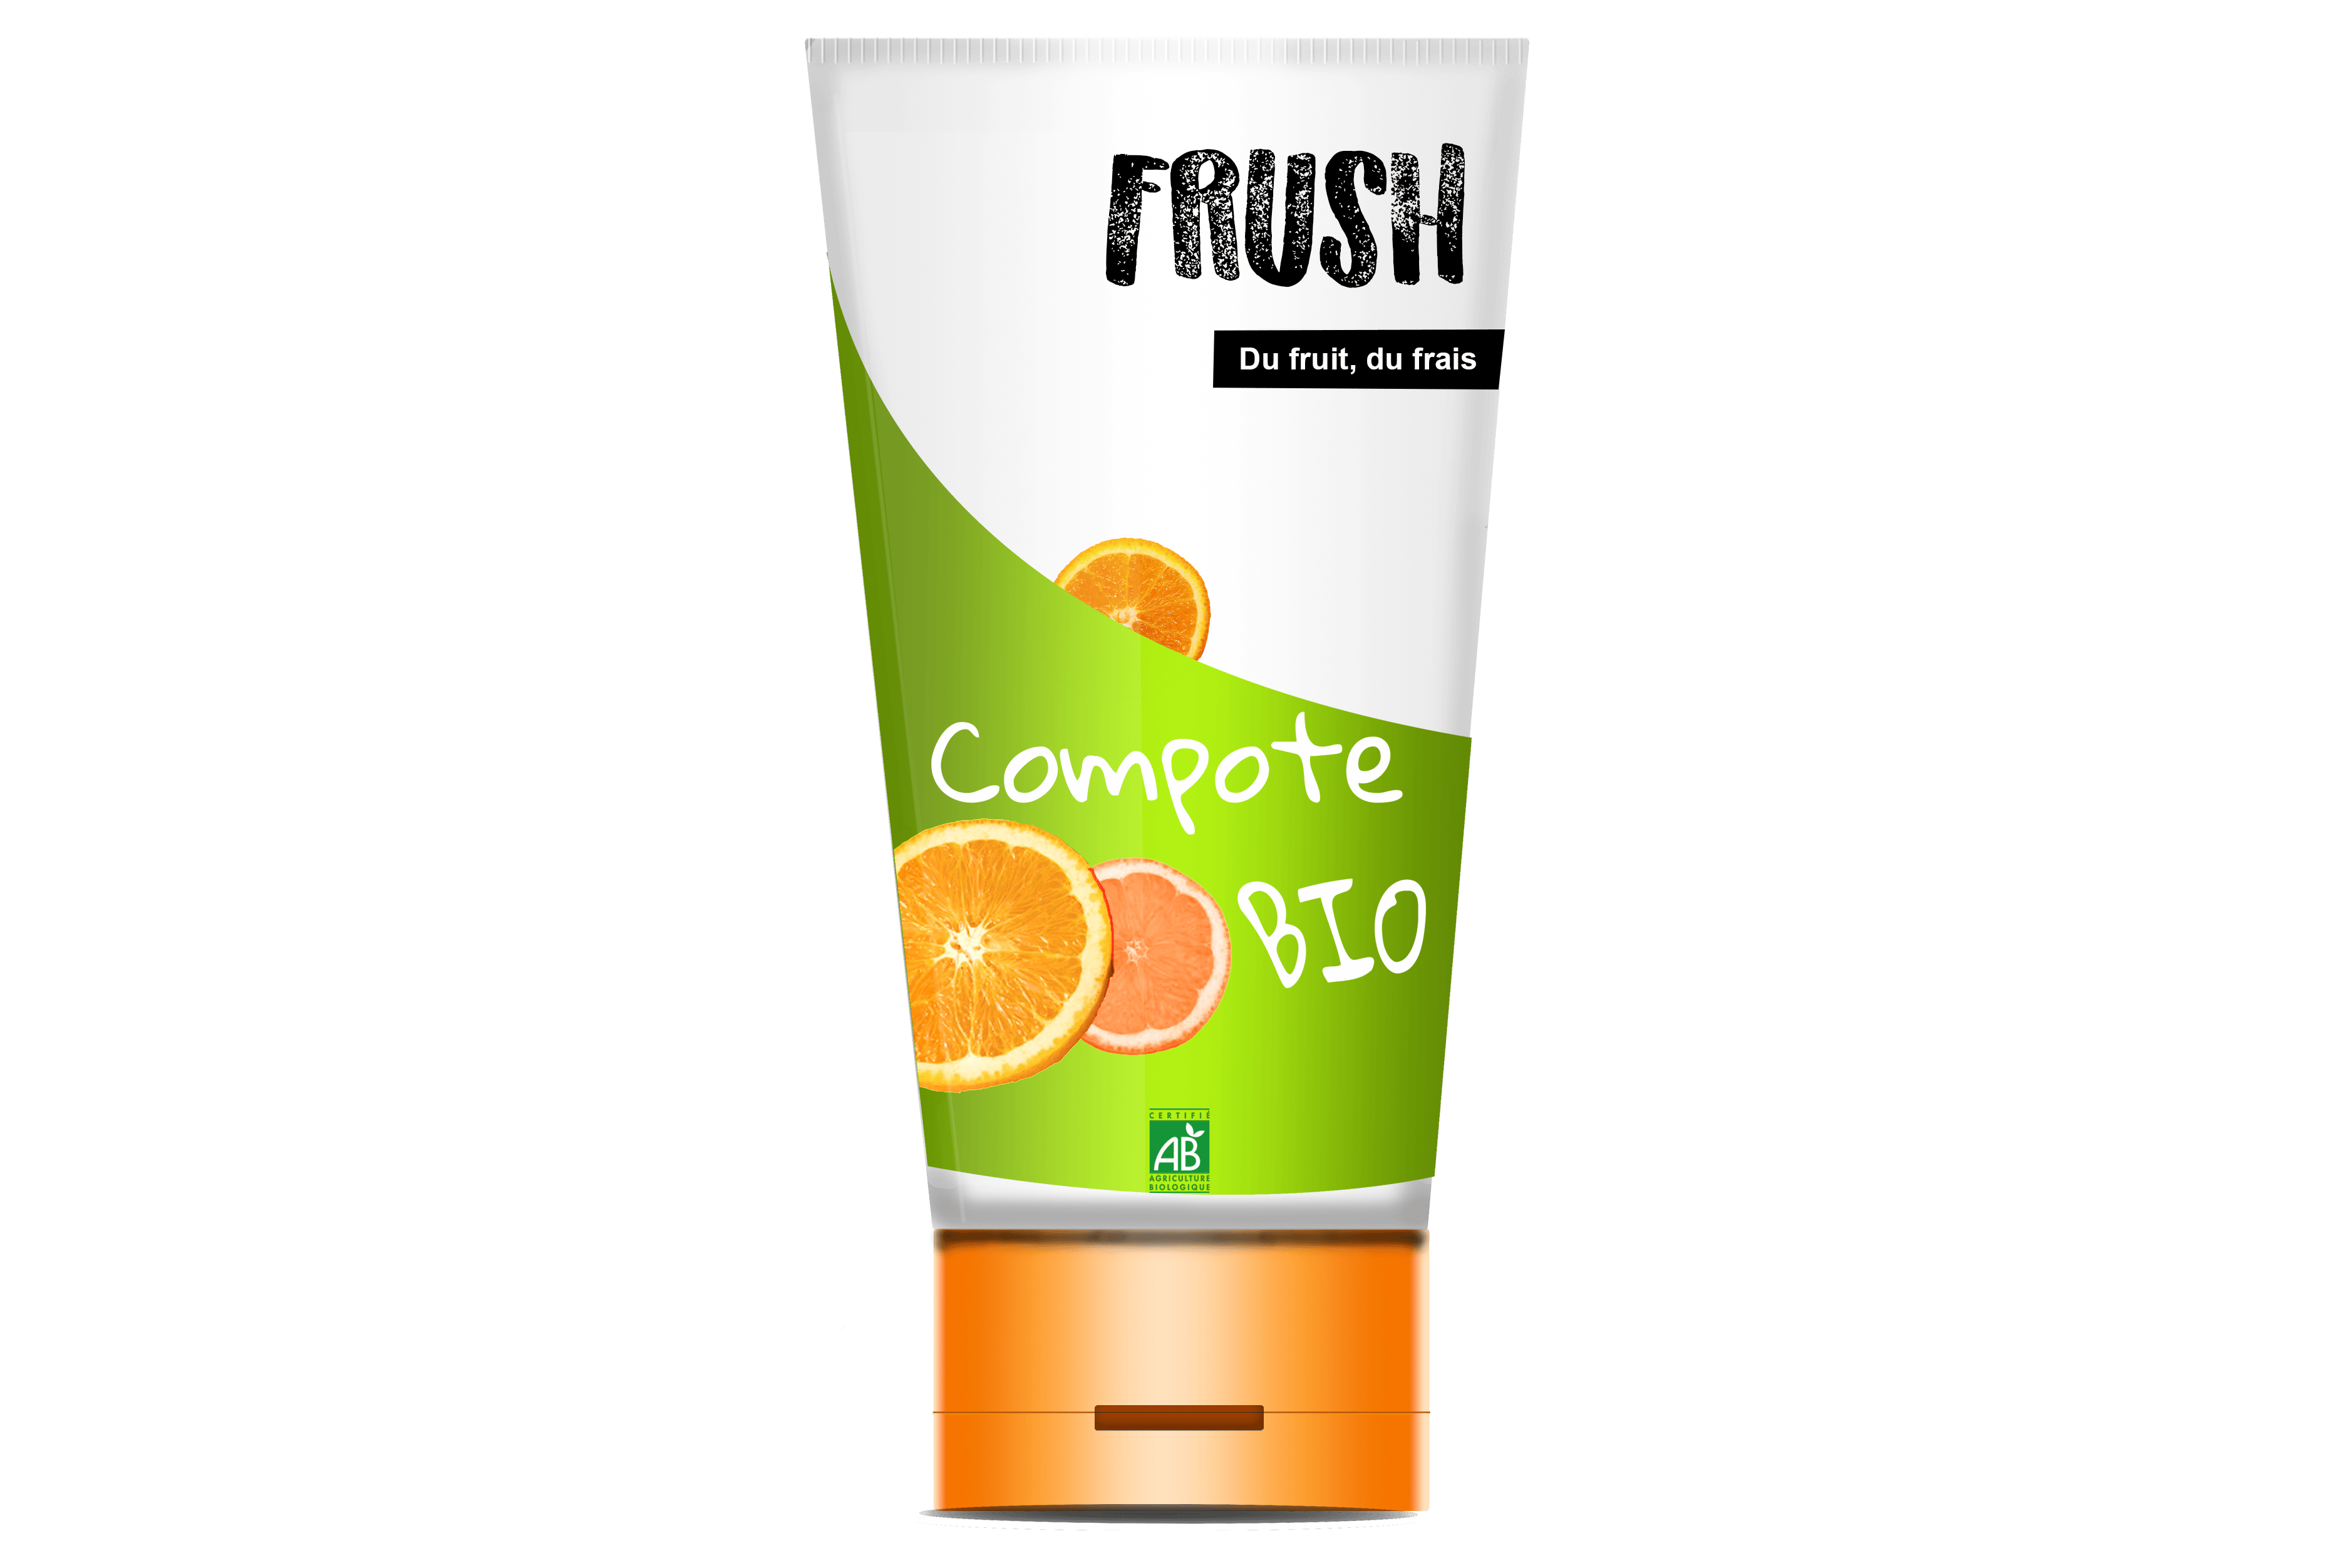 FRUSH
Du fruit, du frais
Compote
BIO
CERTIFIÉ
AB
AGRICULTURE
BIOLOGIQUE